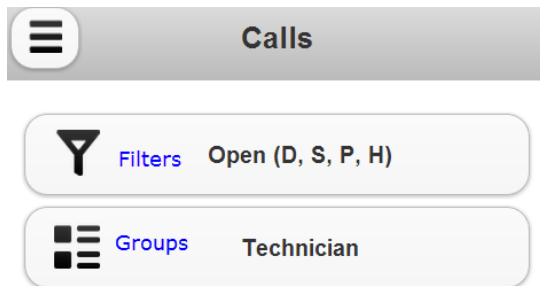 Calls
Filters Open (D, S, P, H)
Groups Technician